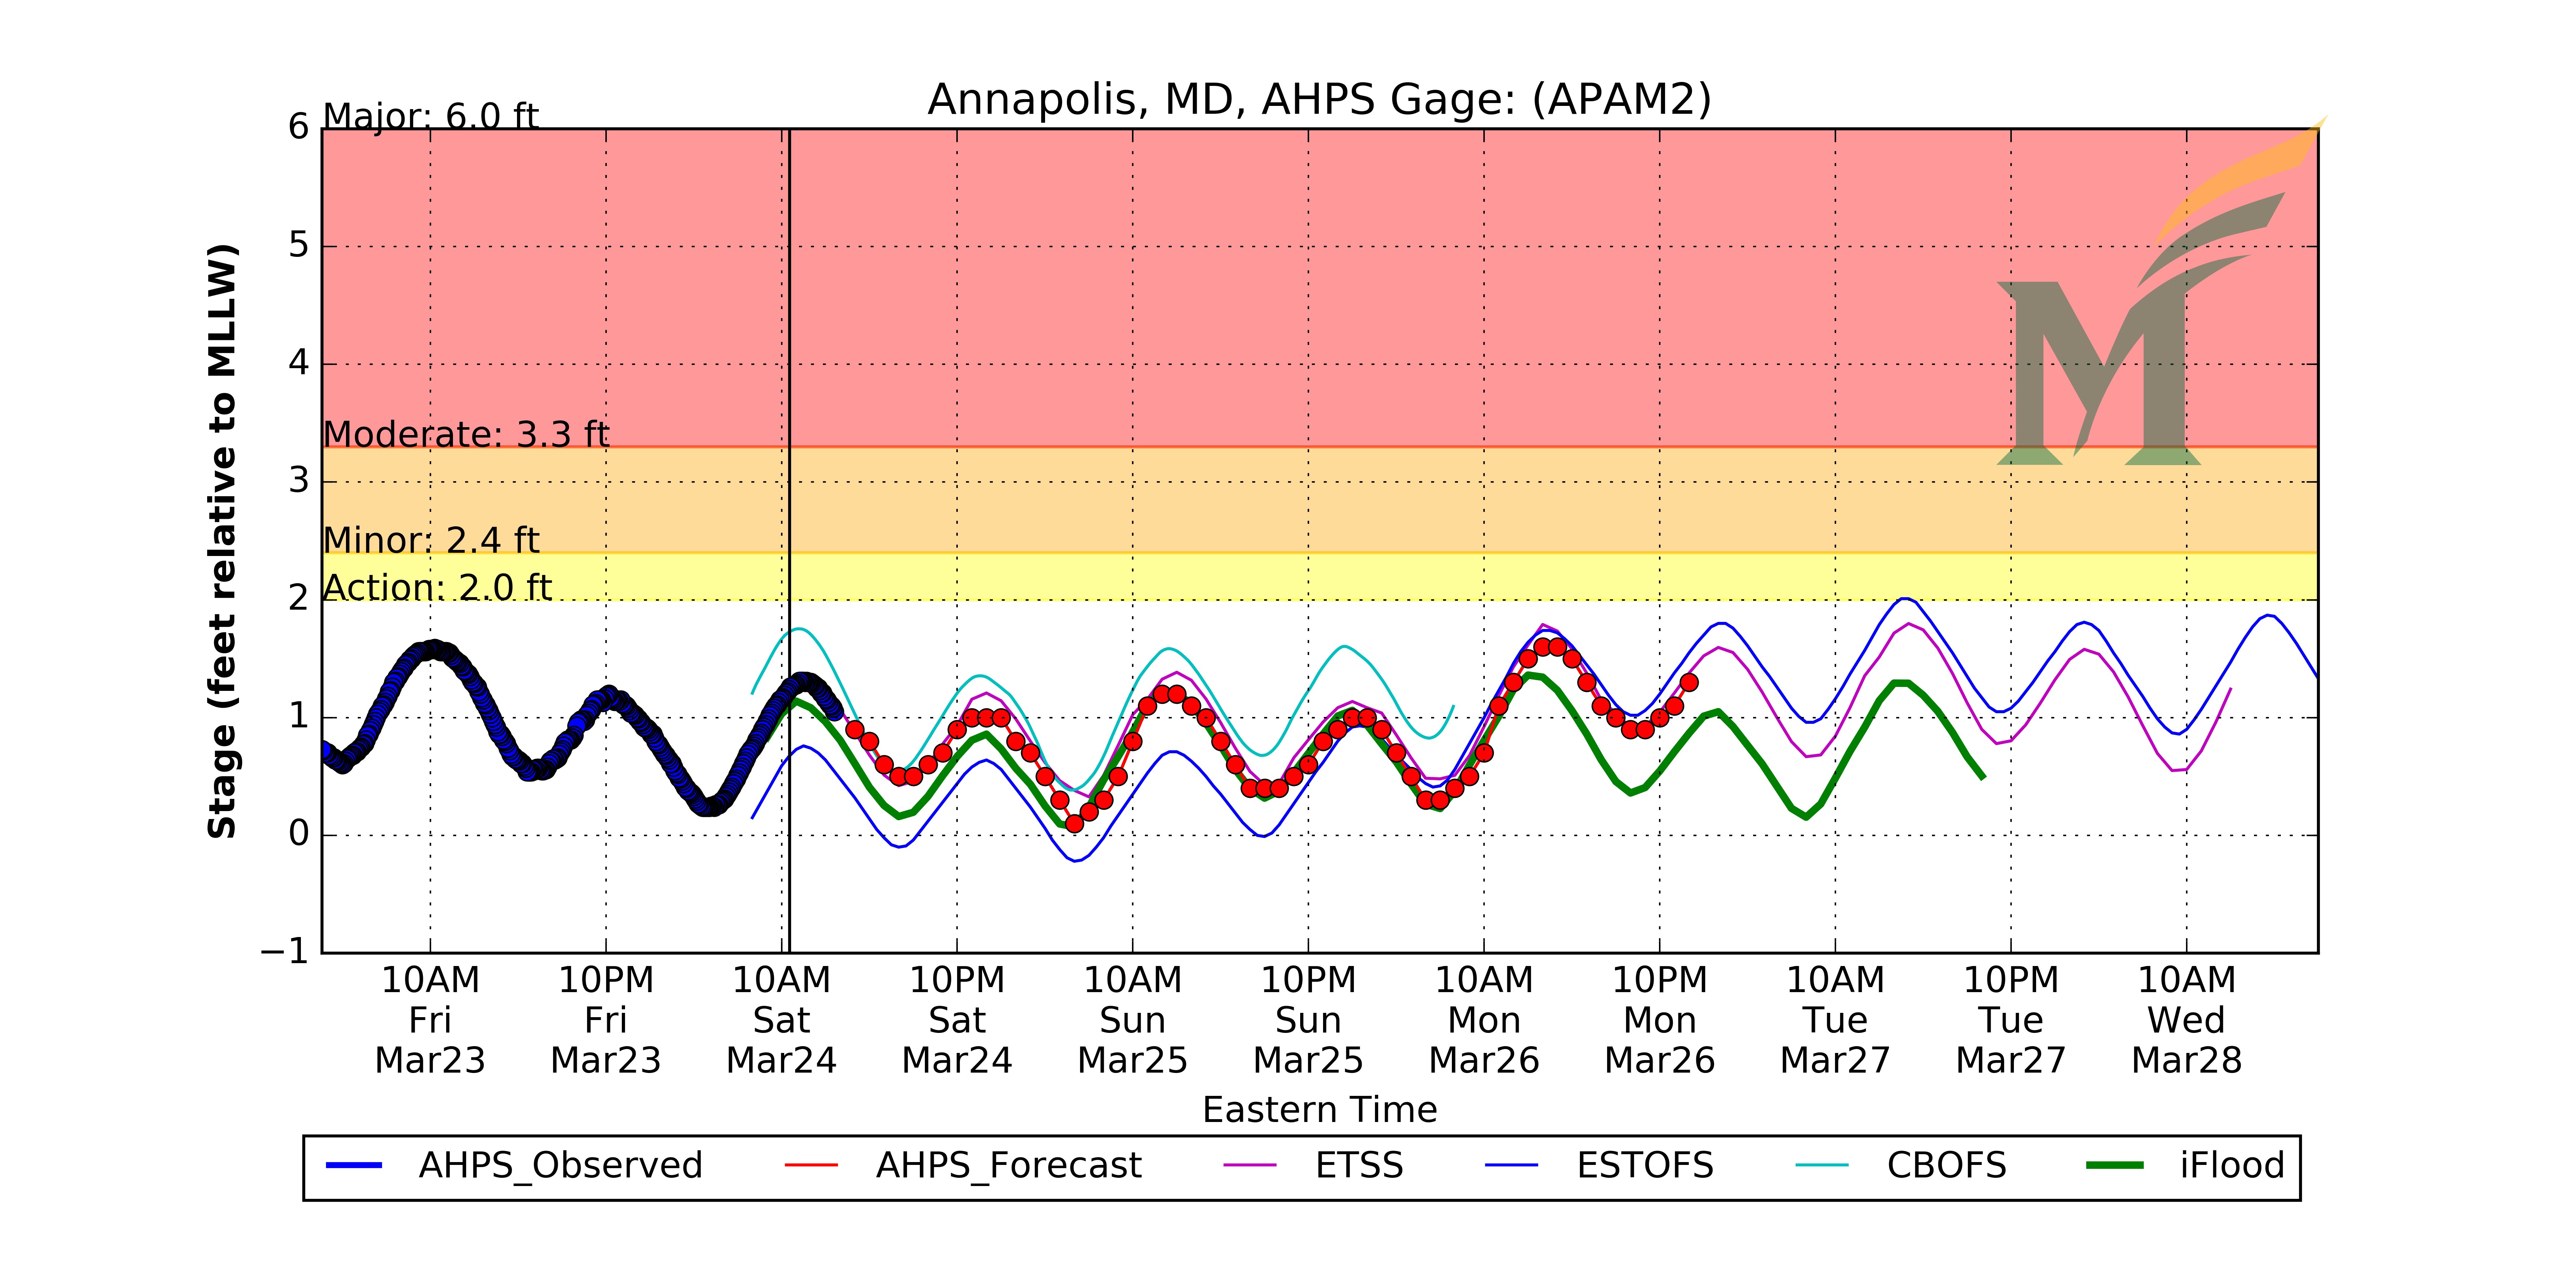 Annapolis, MD, AHPS Gage: (APAM2)
Major: 6.0 ft
Moderate: 3.3 ft
Minor: 2.4 ft
Action: 2.0 ft
Stage (feet relative to MLLW)
6
5
4
3
2
1
0
−1
10AM Fri Mar23
10PM Fri Mar23
10AM Sat Mar24
10PM Sat Mar24
10AM Sun Mar25
10PM Sun Mar25
10AM Mon Mar26
10PM Mon Mar26
10AM Tue Mar27
10PM Tue Mar27
10AM Wed Mar28
Eastern Time
AHPS_Observed AHPS_Forecast ETSS ESTOFS CBOFS iFlood
M